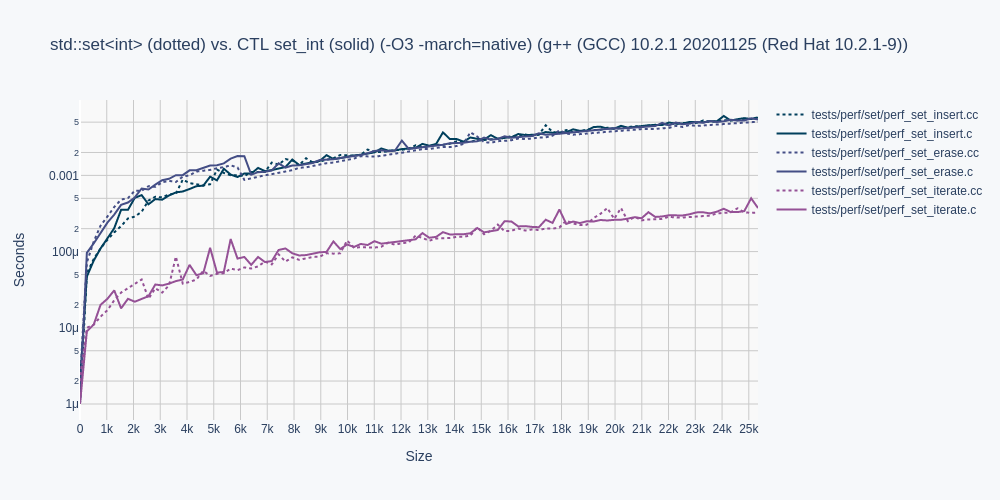 std::set<int> (dotted) vs. CTL set_int (solid) (-O3 -march=native) (g++ (GCC) 10.2.1 20201125 (Red Hat 10.2.1-9))
5
2
0.001
5
2
100μ
5
2
10μ
5
2
1μ
Seconds
0 1k 2k 3k 4k 5k 6k 7k 8k 9k 10k 11k 12k 13k 14k 15k 16k 17k 18k 19k 20k 21k 22k 23k 24k 25k
Size
tests/perf/set/perf_set_insert.cc
tests/perf/set/perf_set_insert.c
tests/perf/set/perf_set_erase.cc
tests/perf/set/perf_set_erase.c
tests/perf/set/perf_set_iterate.cc
tests/perf/set/perf_set_iterate.c